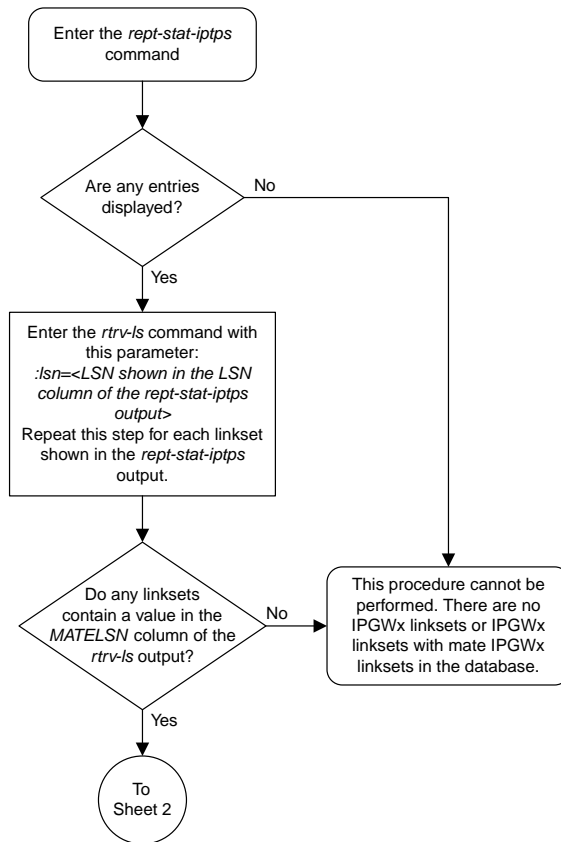 Enter the rept-stat-iptps
command
Are any entries
displayed?
No
Yes
Enter the rtrv-ls command with
this parameter:
:lsn=<LSN shown in the LSN
column of the rept-stat-iptps
output>
Repeat this step for each linkset
shown in the rept-stat-iptps
output.
Do any linksets
contain a value in the
MATELSN column of the
rtrv-ls output?
No
This procedure cannot be
performed. There are no
IPGWx linksets or IPGWx
linksets with mate IPGWx
linksets in the database.
Yes
To
Sheet 2